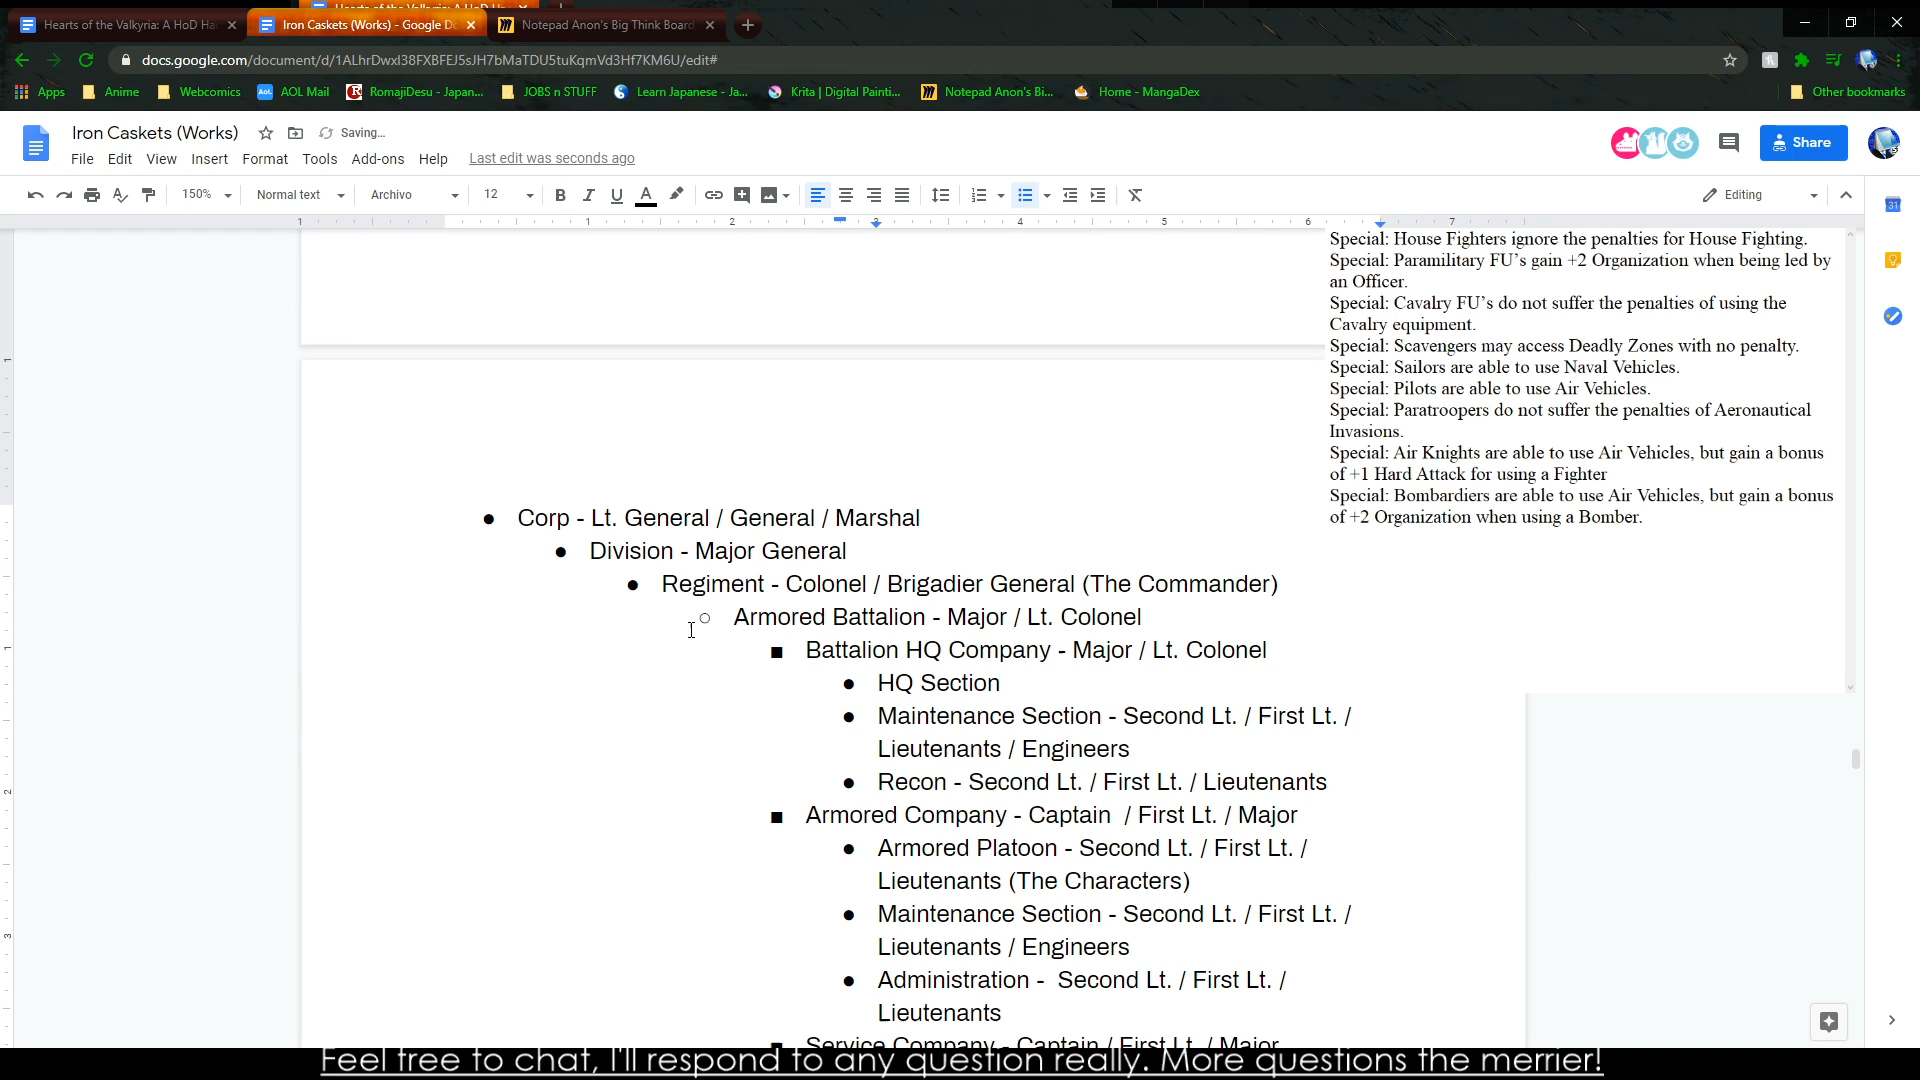 Hearts of the Valkyria: A HoD Ha
Iron Caskets (Works) - Google Do
Notepad Anon's Big Think Board
docs.google.com/document/d/1ALhrDwxl38FXBFEJ5sJH7bMaTDU5tuKqmVd3Hf7KM6U/edit#
Apps
Anime
Webcomics
AOL Mail
RomajiDesu - Japan...
JOBS n STUFF
Learn Japanese - Ja...
Krita | Digital Painti...
Notepad Anon's Bi...
Home - MangaDex
Other bookmarks
Iron Caskets (Works)
Saving...
File Edit View Insert Format Tools Add-ons Help
Last edit was seconds ago
Share
150%
Normal text
Archivo
12
Editing
1 1 2 3 4 5 6 7
Special: House Fighters ignore the penalties for House Fighting.
Special: Paramilitary FU's gain +2 Organization when being led by
an Officer.
Special: Cavalry FU's do not suffer the penalties of using the
Cavalry equipment.
Special: Scavengers may access Deadly Zones with no penalty.
Special: Sailors are able to use Naval Vehicles.
Special: Pilots are able to use Air Vehicles.
Special: Paratroopers do not suffer the penalties of Aeronautical
Invasions.
Special: Air Knights are able to use Air Vehicles, but gain a bonus
of +1 Hard Attack for using a Fighter
Special: Bombardiers are able to use Air Vehicles, but gain a bonus
of +2 Organization when using a Bomber.
● Corp - Lt. General / General / Marshal
● Division - Major General
● Regiment - Colonel / Brigadier General (The Commander)
○ Armored Battalion - Major / Lt. Colonel
■ Battalion HQ Company - Major / Lt. Colonel
● HQ Section
● Maintenance Section - Second Lt. / First Lt. /
Lieutenants / Engineers
● Recon - Second Lt. / First Lt. / Lieutenants
■ Armored Company - Captain  / First Lt. / Major
● Armored Platoon - Second Lt. / First Lt. /
Lieutenants (The Characters)
● Maintenance Section - Second Lt. / First Lt. /
Lieutenants / Engineers
● Administration -  Second Lt. / First Lt. /
Lieutenants
■ Service Company - Captain / First Lt. / Major
Feel free to chat, I'll respond to any question really. More questions the merrier!